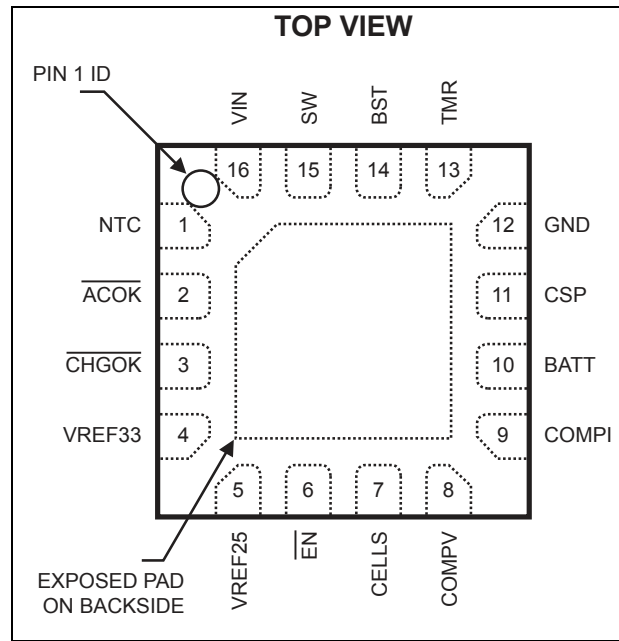 TOP VIEW
PIN 1 ID
VIN
SW
BST
TMR
16
15
14
13
NTC
1
12
GND
ACOK
2
11
CSP
CHGOK
3
10
BATT
VREF33
4
9
COMPI
5
6
7
8
VREF25
EN
CELLS
COMPV
EXPOSED PAD
ON BACKSIDE